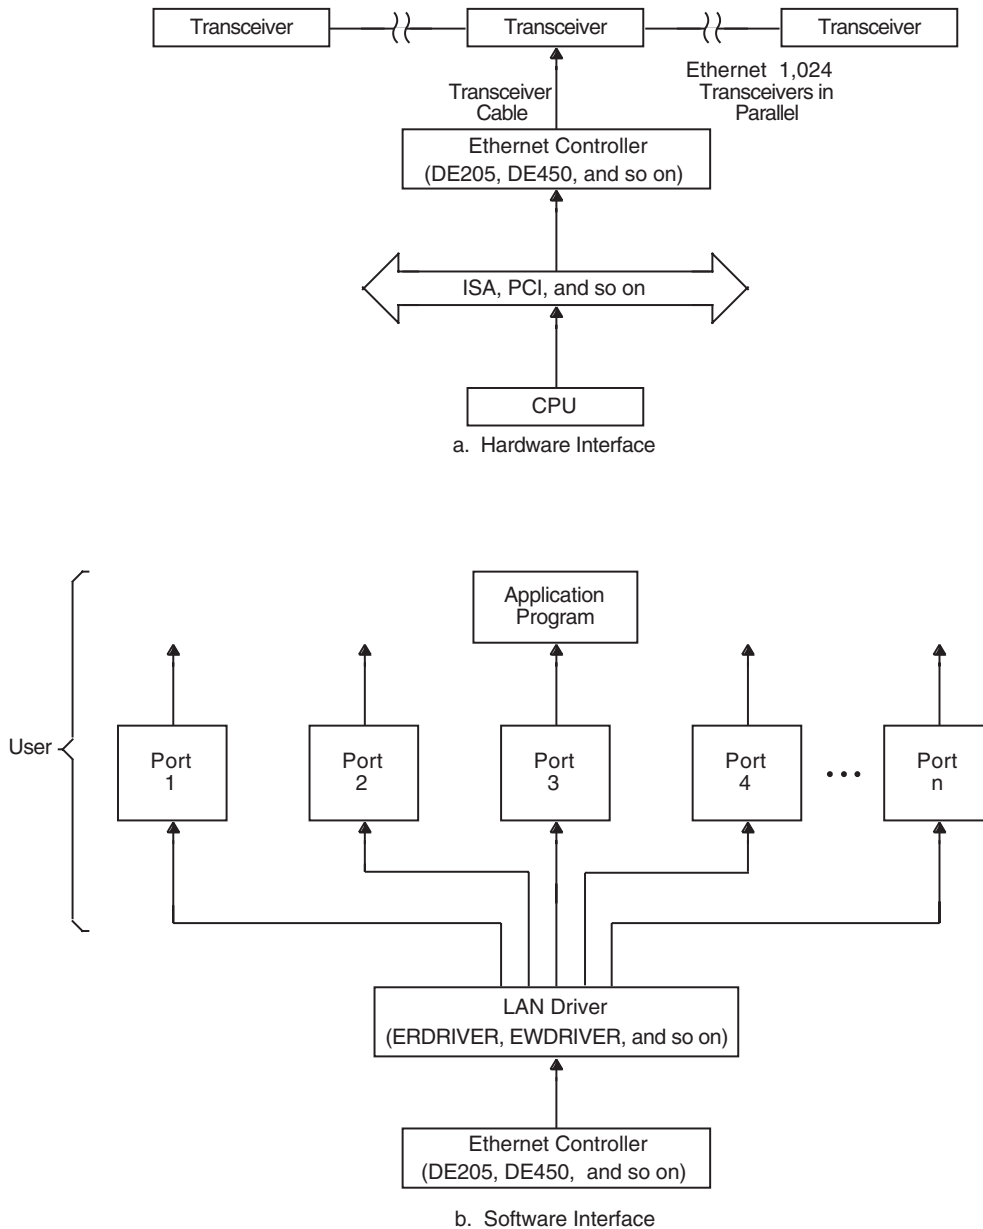 Transceiver
Transceiver
Transceiver
Ethernet 1,024
Transceivers in
Parallel
Transceiver
Cable
Ethernet Controller
(DE205, DE450, and so on)
ISA, PCI, and so on
CPU
a. Hardware Interface
Application
Program
User
Port
1
Port
2
Port
3
Port
4
Port
n
LAN Driver
(ERDRIVER, EWDRIVER, and so on)
Ethernet Controller
(DE205, DE450, and so on)
b. Software Interface